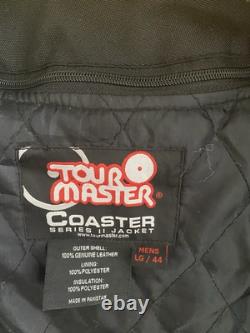 TOUR
MASTER®
COASTER
SERIES II JACKET
www.tourmaster.com
OUTER SHELL:
100% GENUINE LEATHER
LINING:
100% POLYESTER
INSULATION:
100% POLYESTER
MADE IN PAKISTAN
MENS
LG / 44